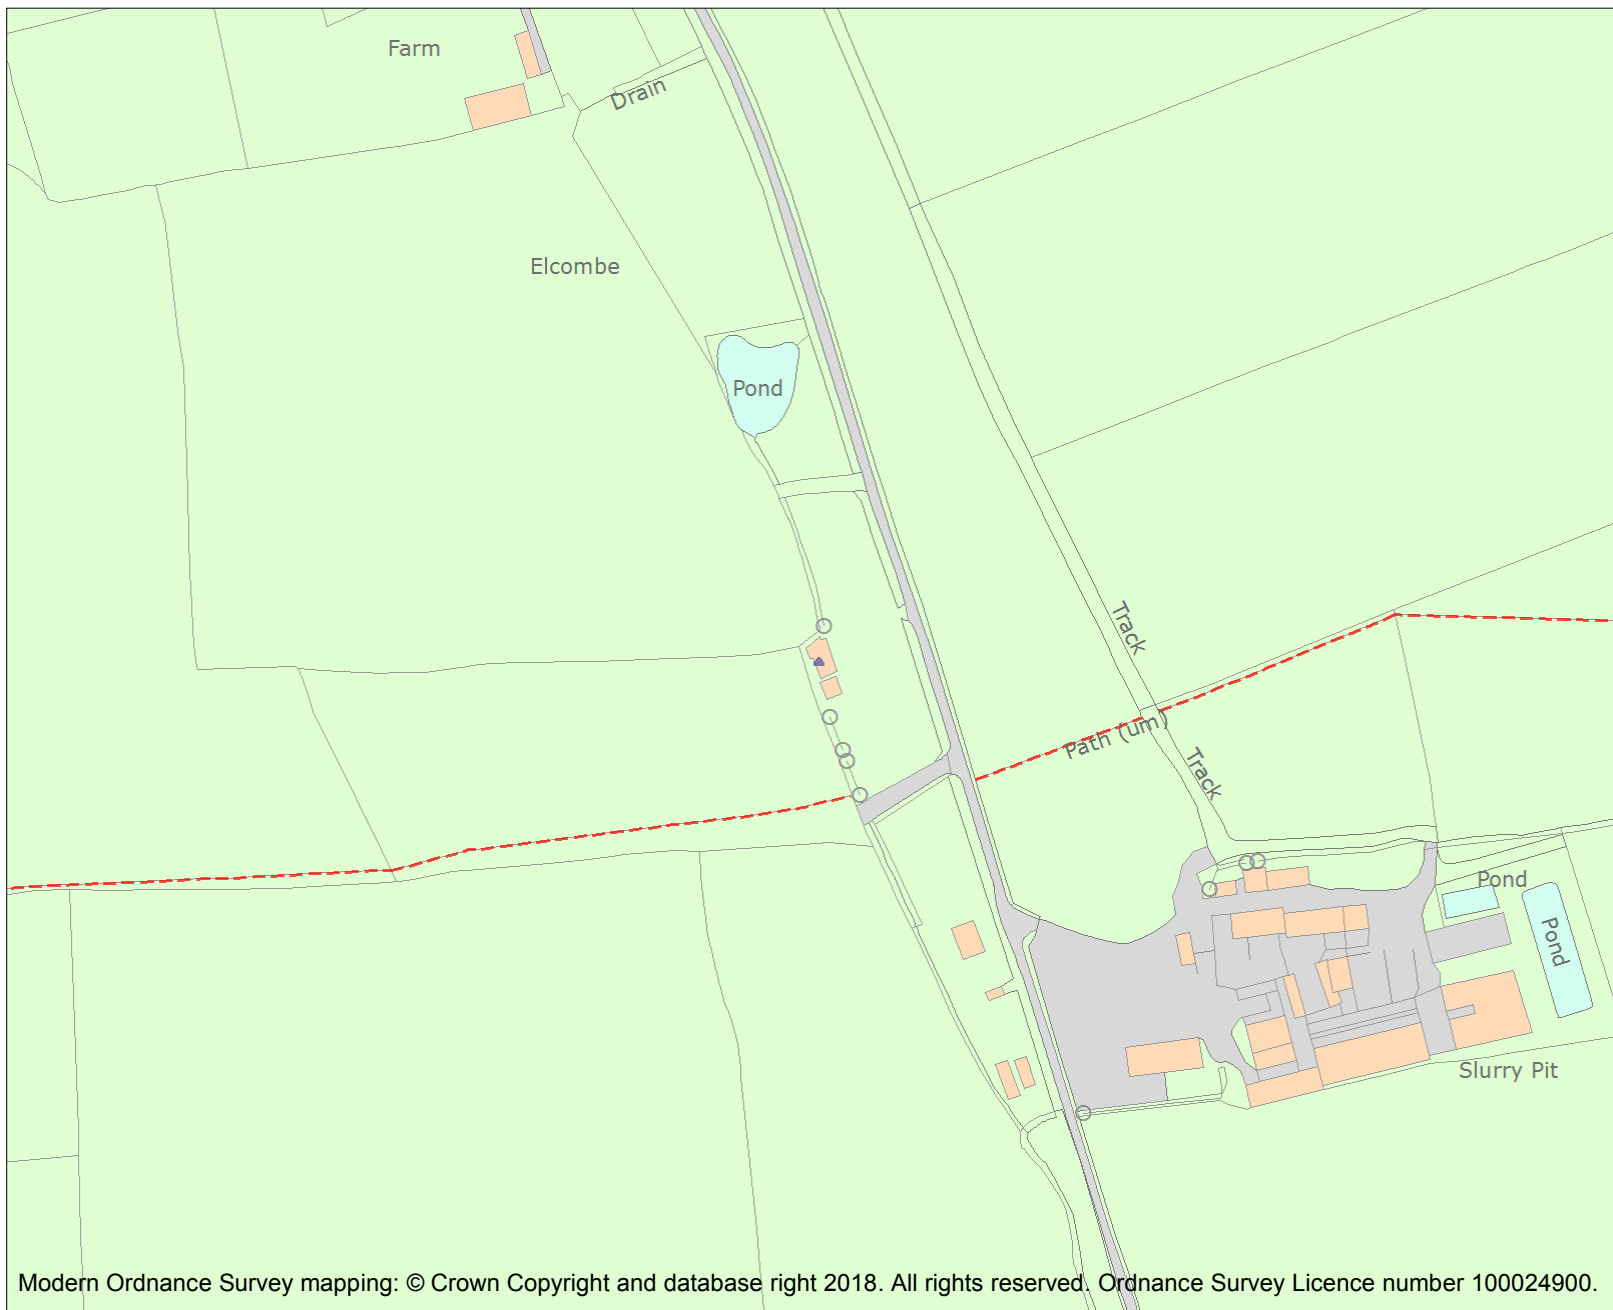 Farm
Drain
Elcombe
Pond
Track
Path (um)
Track
Pond
Pond
Slurry Pit
Modern Ordnance Survey mapping: © Crown Copyright and database right 2018. All rights reserved. Ordnance Survey Licence number 100024900.